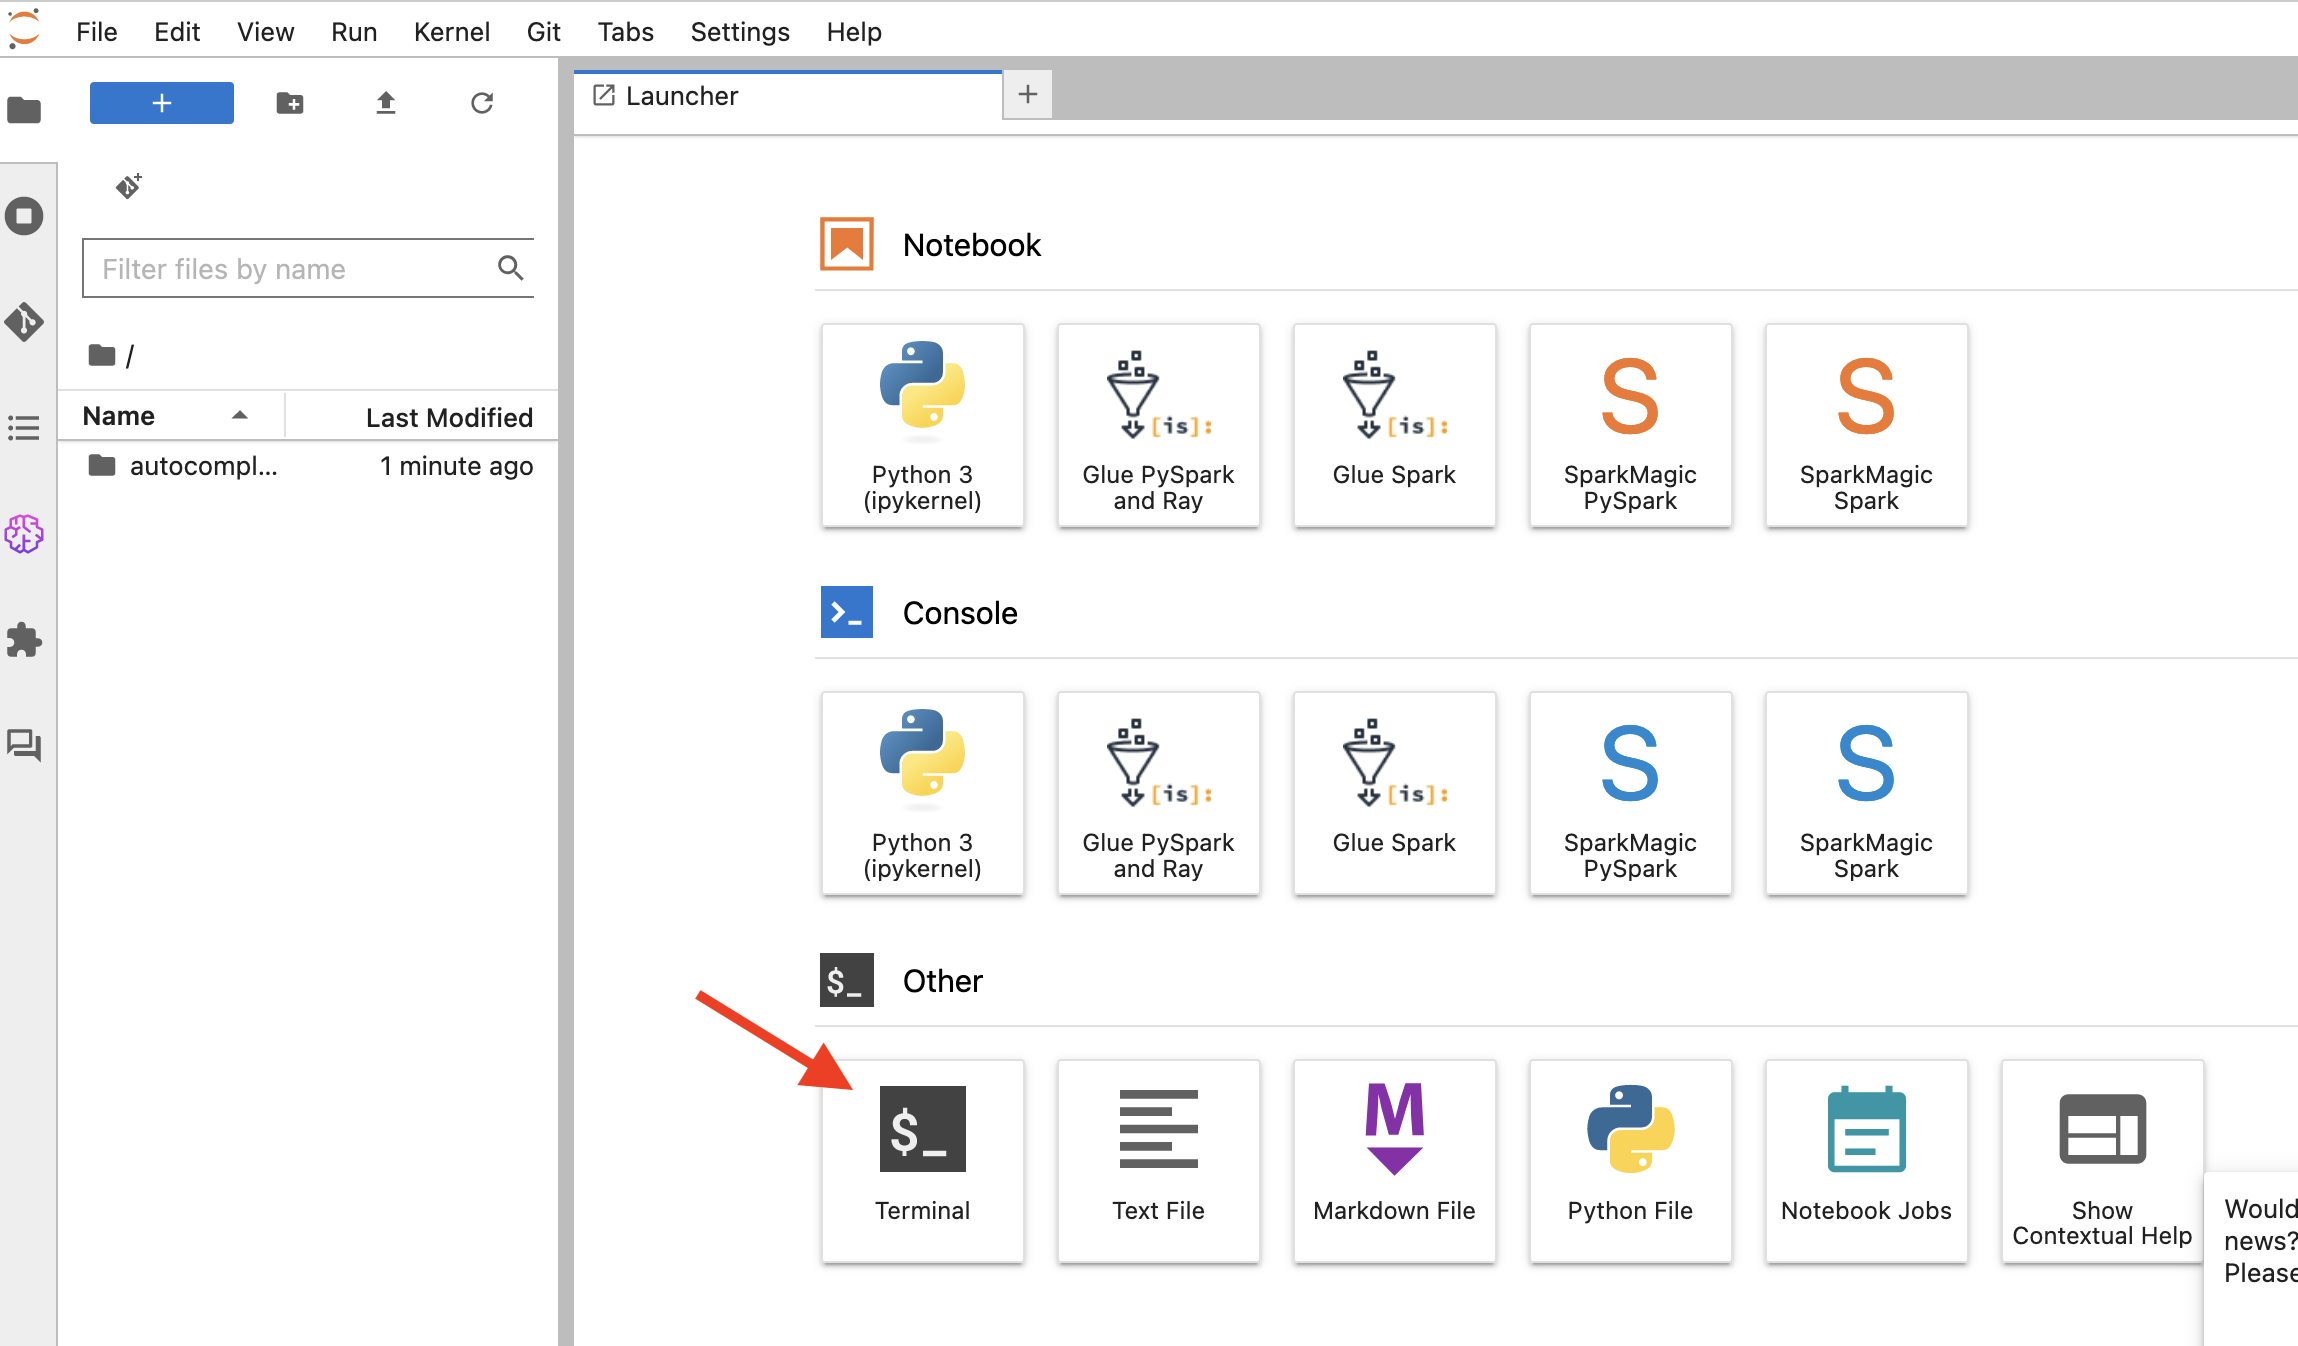 File Edit View Run Kernel Git Tabs Settings Help
Launcher
Filter files by name
/
Name Last Modified
autocompl... 1 minute ago
Notebook
Python 3
(ipykernel)
[is]:
Glue PySpark
and Ray
[is]:
Glue Spark
S
SparkMagic
PySpark
S
SparkMagic
Spark
>_
Console
Python 3
(ipykernel)
[is]:
Glue PySpark
and Ray
[is]:
Glue Spark
S
SparkMagic
PySpark
S
SparkMagic
Spark
$_
Other
$_
Terminal
Text File
M
Markdown File
Python File
Notebook Jobs
Show
Contextual Help
Would
news?
Please